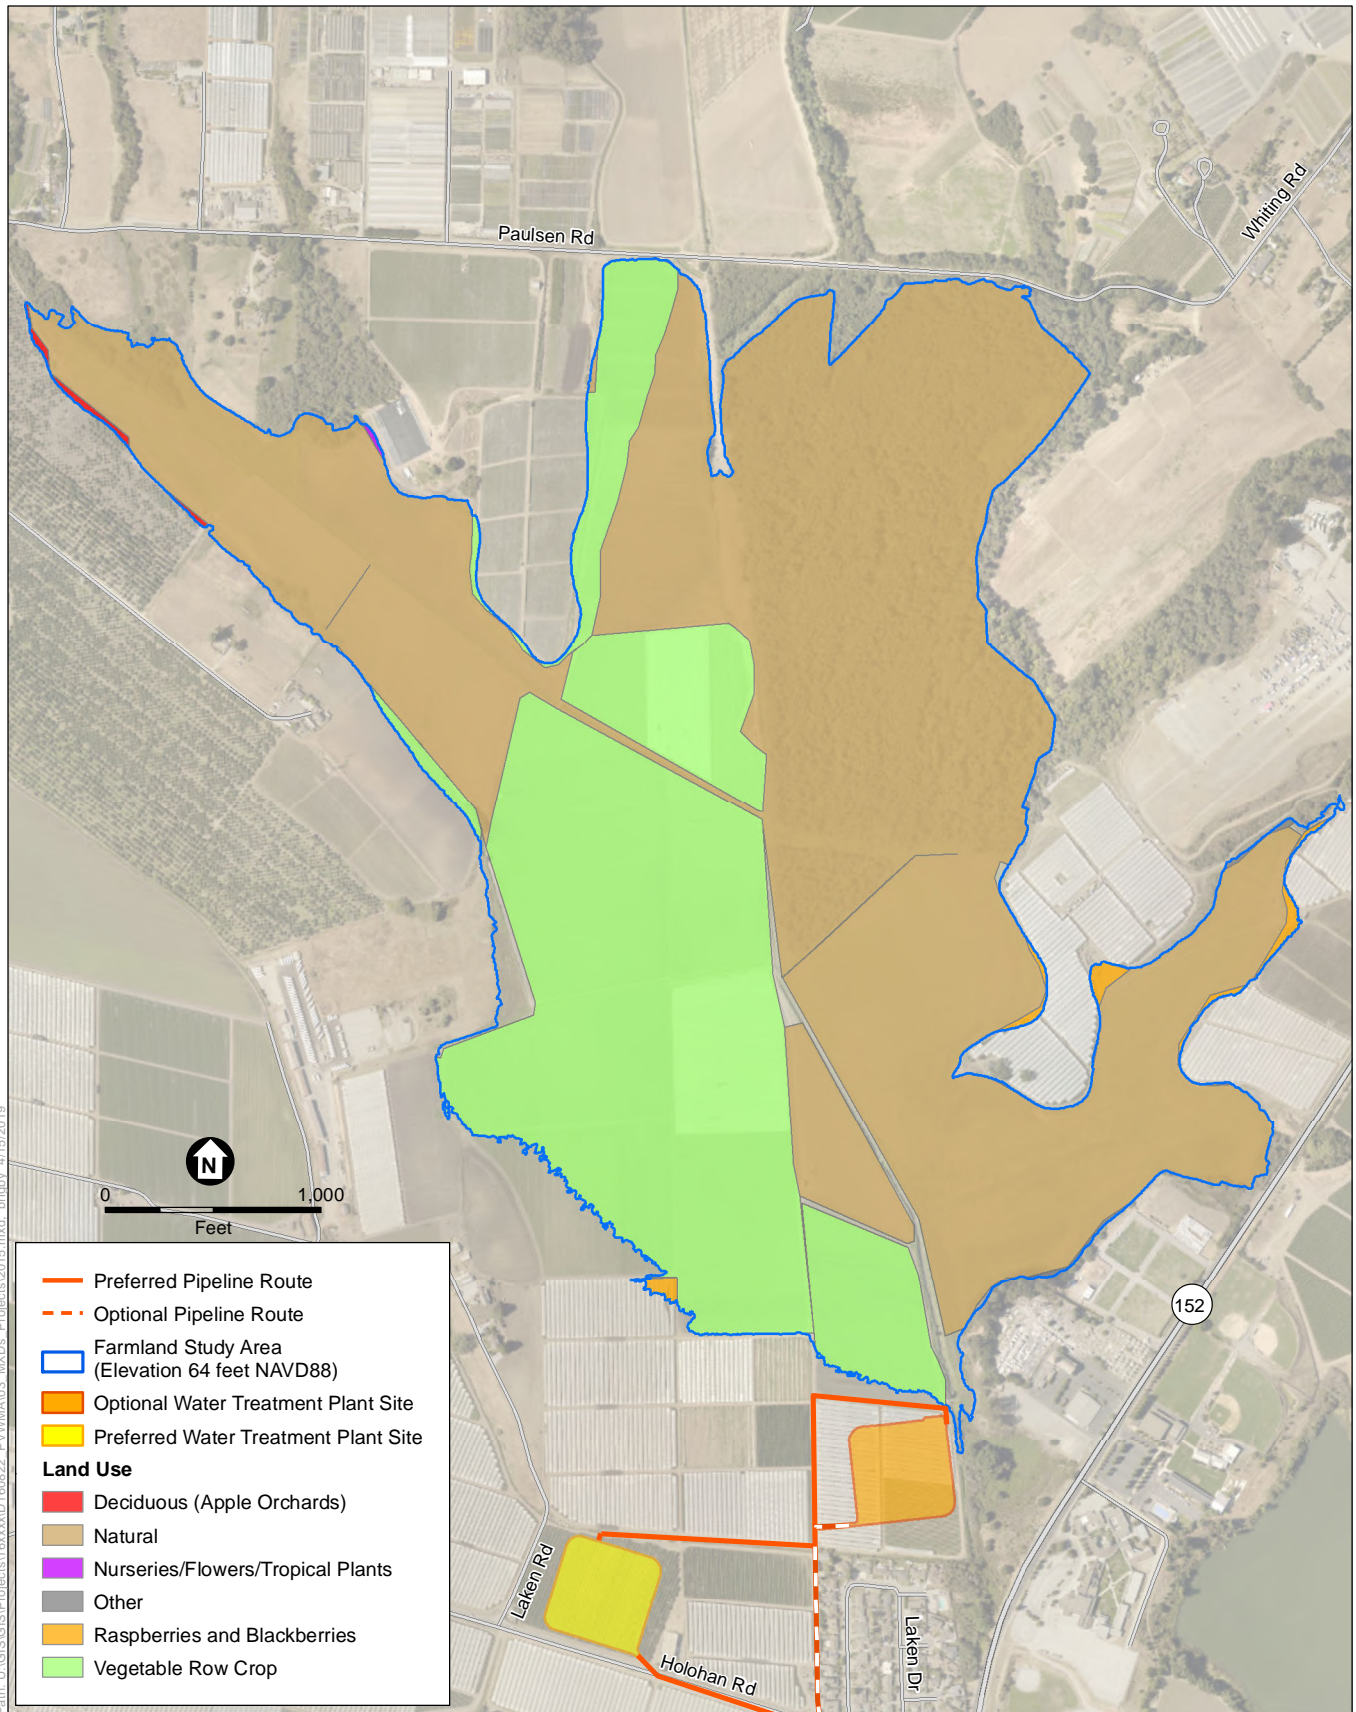 Paulsen Rd
Whiting Rd
N
0 1,000
Feet
152
Preferred Pipeline Route
Optional Pipeline Route
Farmland Study Area
(Elevation 64 feet NAVD88)
Optional Water Treatment Plant Site
Preferred Water Treatment Plant Site
Land Use
Deciduous (Apple Orchards)
Natural
Nurseries/Flowers/Tropical Plants
Other
Raspberries and Blackberries
Vegetable Row Crop
Laken Rd
Holohan Rd
Laken Dr